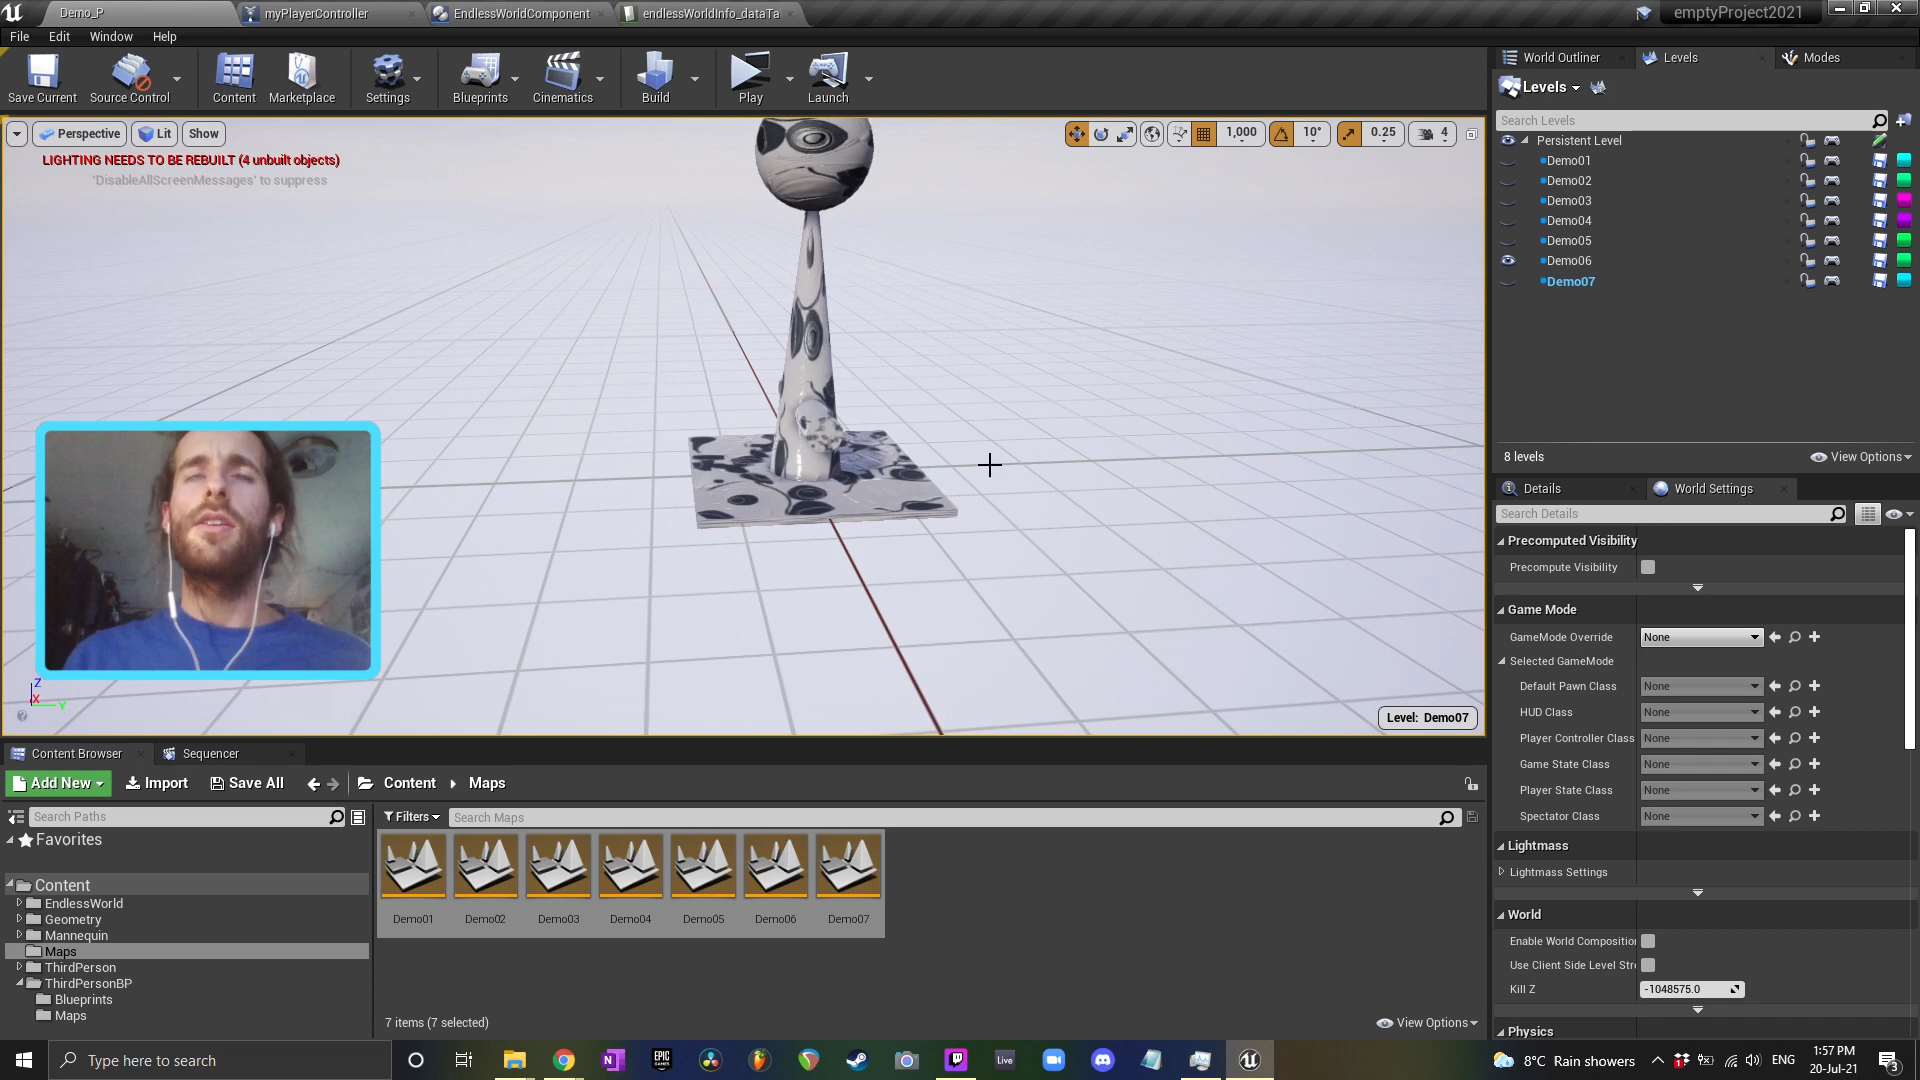 Demo_P
myPlayerController
EndlessWorldComponent
endlessWorldInfo_dataTa
emptyProject2021
File Edit Window Help
Save Current
Source Control
Content
Marketplace
Settings
Blueprints
Cinematics
Build
Play
Launch
World Outliner
Levels
Modes
Levels
Search Levels
Persistent Level
Demo01
Demo02
Demo03
Demo04
Demo05
Demo06
Demo07
8 levels
View Options
Perspective
Lit
Show
1,000
10°
0.25
4
LIGHTING NEEDS TO BE REBUILT (4 unbuilt objects)
'DisableAllScreenMessages' to suppress
Z
X
Y
Level: Demo07
Details
World Settings
Search Details
Precomputed Visibility
Precompute Visibility
Game Mode
GameMode Override None
Selected GameMode
Default Pawn Class None
HUD Class None
Player Controller Class None
Game State Class None
Player State Class None
Spectator Class None
Lightmass
Lightmass Settings
World
Enable World Composition
Use Client Side Level Stre
Kill Z -1048575.0
Physics
Content Browser
Sequencer
Add New
Import
Save All
Content
Maps
Search Paths
Filters
Search Maps
Favorites
Content
EndlessWorld
Geometry
Mannequin
Maps
ThirdPerson
ThirdPersonBP
Blueprints
Maps
Demo01
Demo02
Demo03
Demo04
Demo05
Demo06
Demo07
7 items (7 selected)
View Options
Type here to search
EPIC GAMES
Live
8°C Rain showers
ENG
1:57 PM
20-Jul-21
3